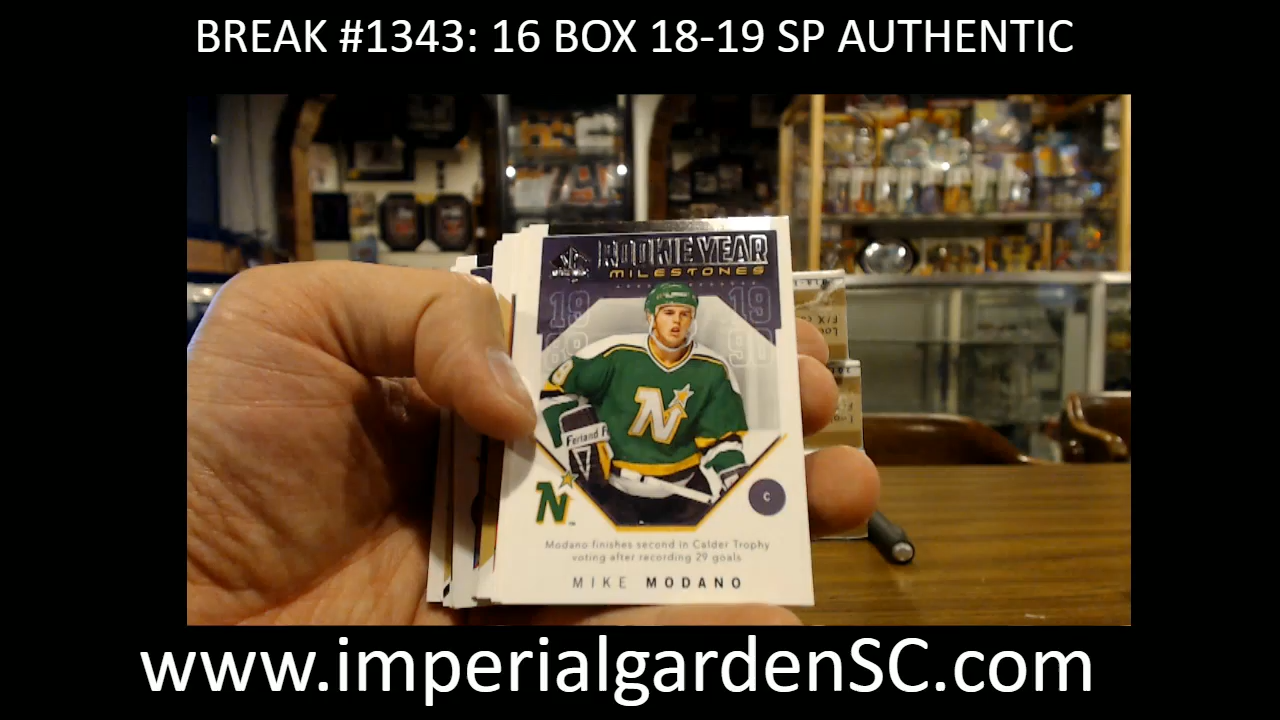 BREAK #1343: 16 BOX 18-19 SP AUTHENTIC
ROOKIE YEAR
MILESTONES
19 19
89 90
Ferland
N
N
C
Modano finishes second in Calder Trophy
voting after recording 29 goals
MIKE MODANO
www.imperialgardenSC.com